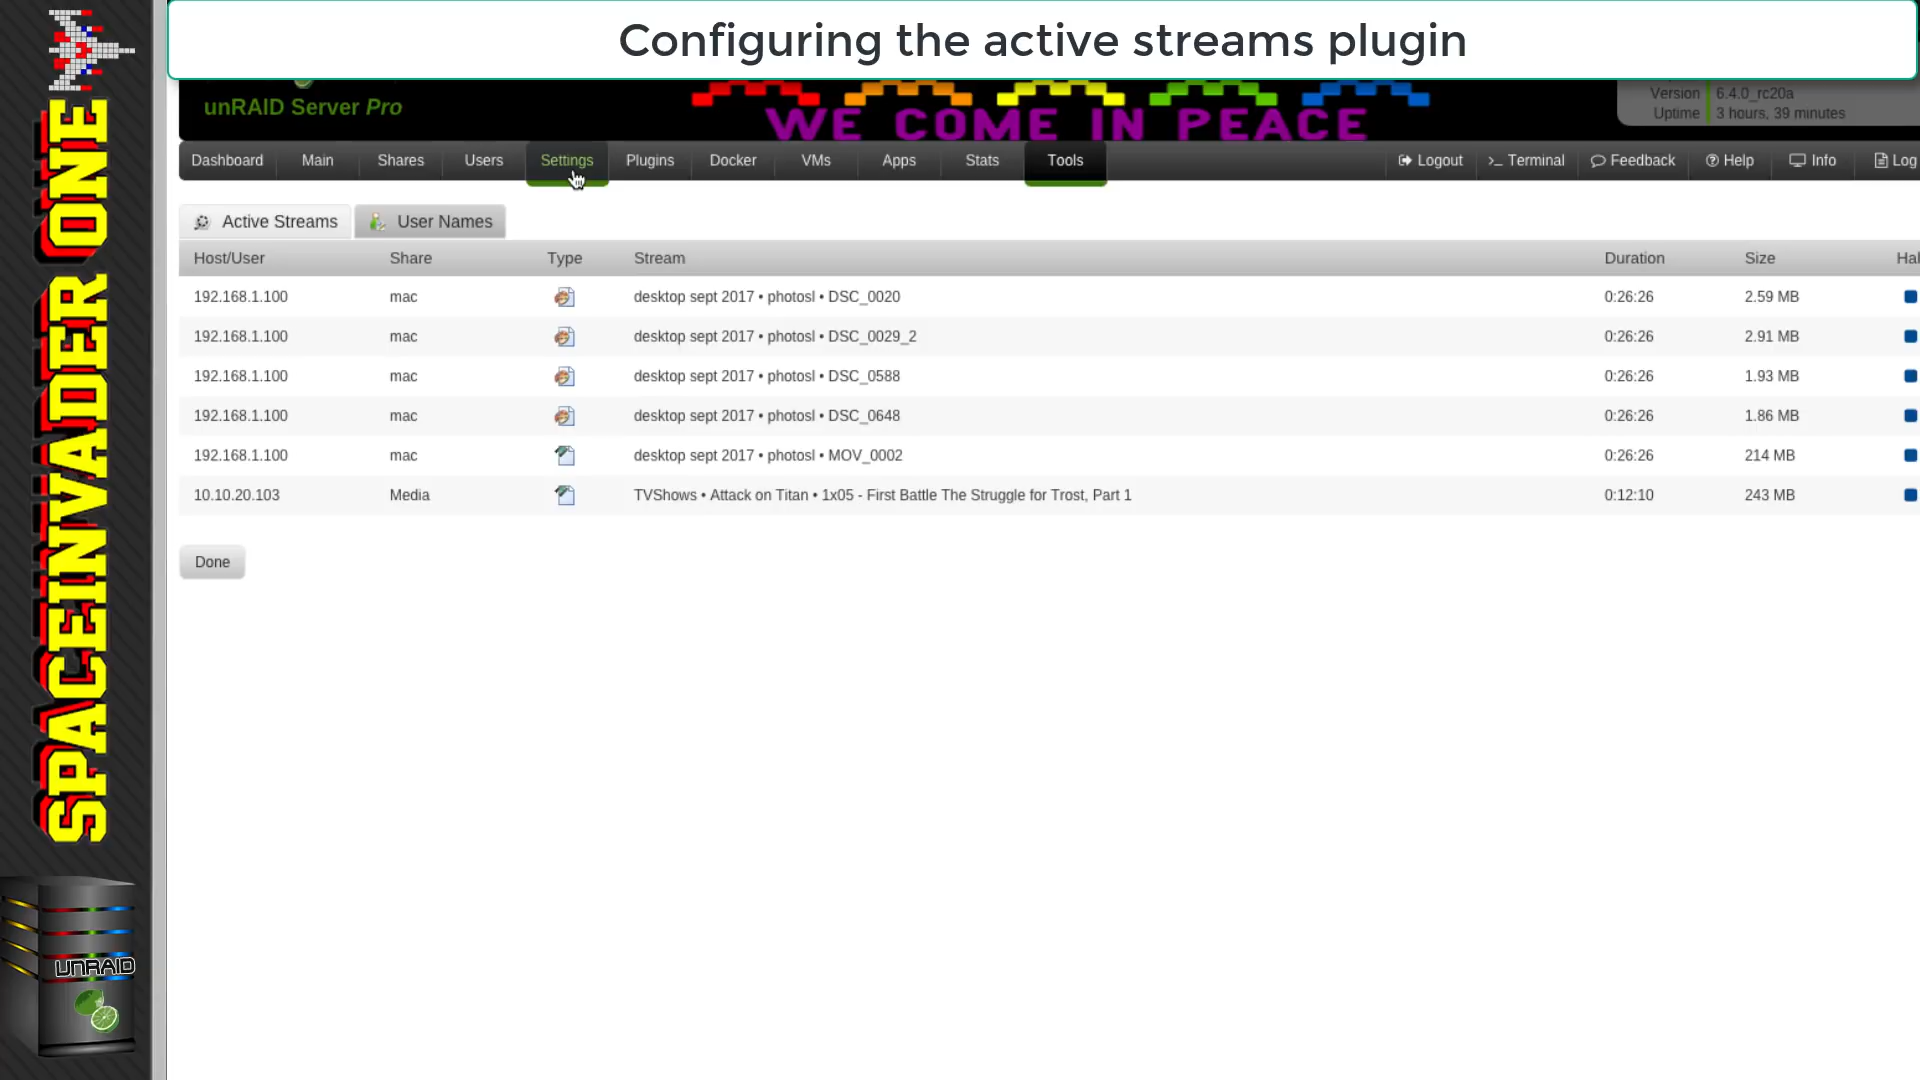 Configuring the active streams plugin
SPACEINVADER ONE
unRAID Server Pro
WE COME IN PEACE
Version 6.4.0_rc20a
Uptime 3 hours, 39 minutes
Dashboard Main Shares Users Settings Plugins Docker VMs Apps Stats Tools Logout Terminal Feedback Help Info Log
Active Streams User Names
Host/User Share Type Stream Duration Size Hal
192.168.1.100 mac desktop sept 2017 • photosl • DSC_0020 0:26:26 2.59 MB
192.168.1.100 mac desktop sept 2017 • photosl • DSC_0029_2 0:26:26 2.91 MB
192.168.1.100 mac desktop sept 2017 • photosl • DSC_0588 0:26:26 1.93 MB
192.168.1.100 mac desktop sept 2017 • photosl • DSC_0648 0:26:26 1.86 MB
192.168.1.100 mac desktop sept 2017 • photosl • MOV_0002 0:26:26 214 MB
10.10.20.103 Media TVShows • Attack on Titan • 1x05 - First Battle The Struggle for Trost, Part 1 0:12:10 243 MB
Done
UNRAID